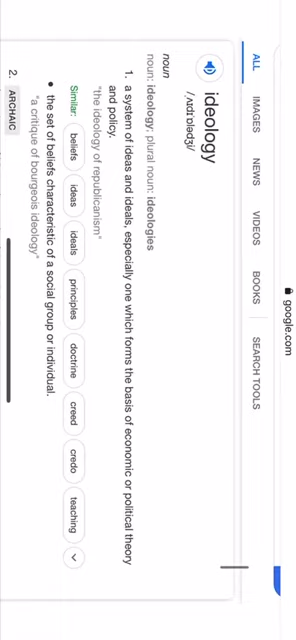 google.com
ALL IMAGES NEWS VIDEOS BOOKS SEARCH TOOLS
ideology
/ˌʌɪdɪˈɒlədʒi/
noun
noun: ideology; plural noun: ideologies
1. a system of ideas and ideals, especially one which forms the basis of economic or political theory
and policy.
"the ideology of republicanism"
Similar: beliefs ideas ideals principles doctrine creed credo teaching
• the set of beliefs characteristic of a social group or individual.
"a critique of bourgeois ideology"
2. ARCHAIC